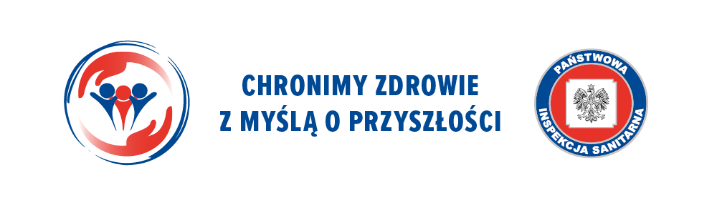 CHRONIMY ZDROWIE
Z MYŚLĄ O PRZYSZŁOŚCI
PAŃSTWOWA
INSPEKCJA SANITARNA